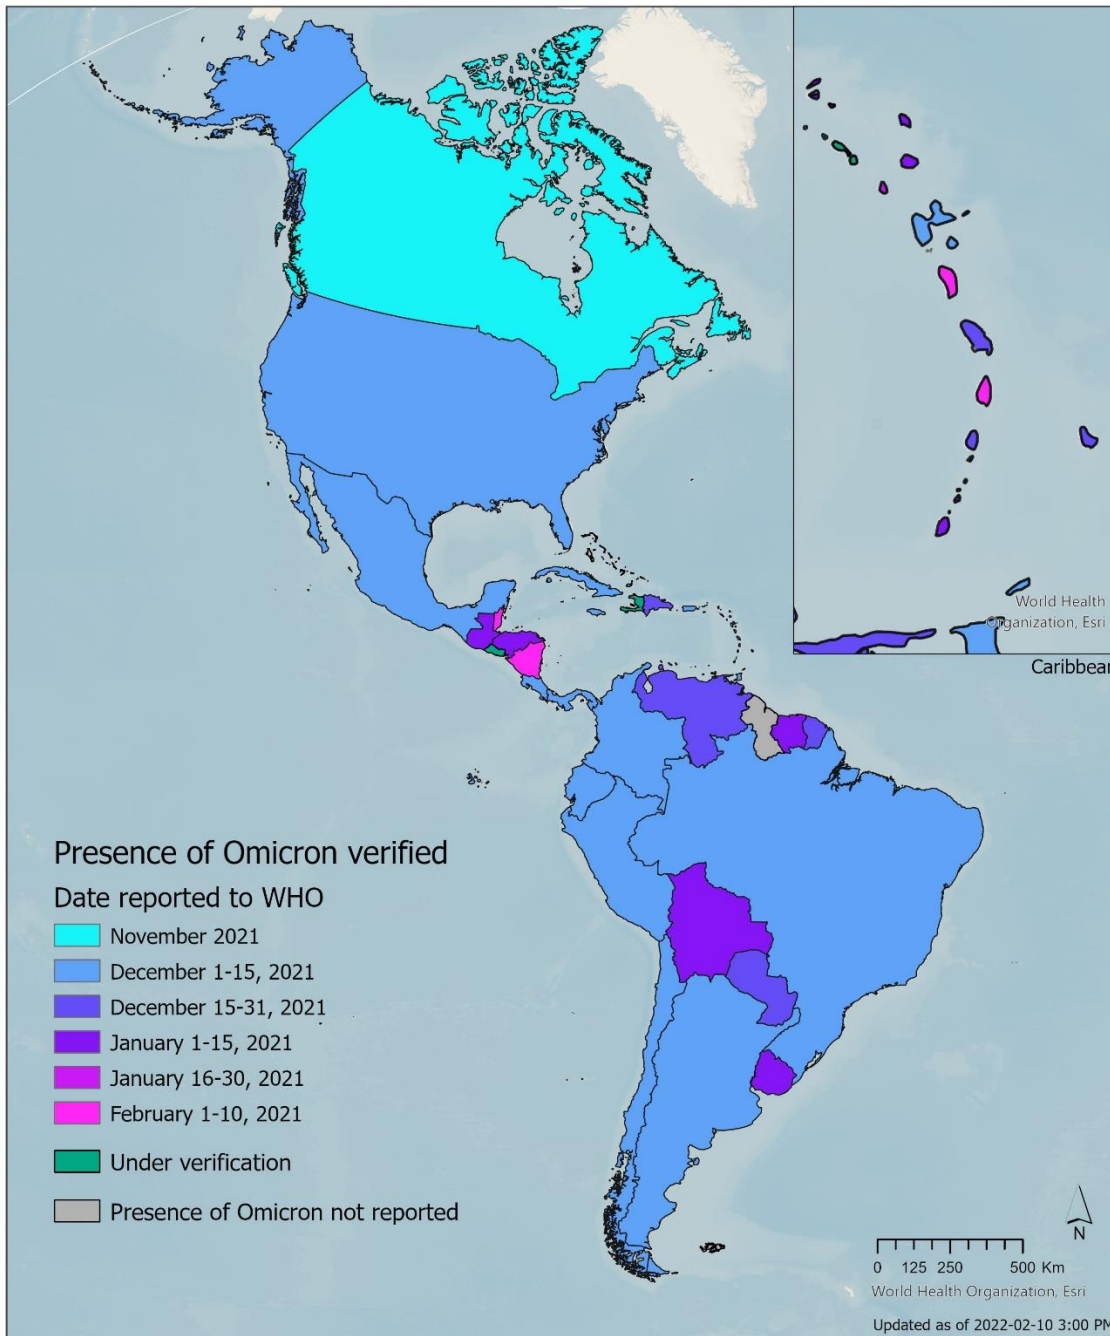 World Health
Organization, Esri
Caribbean
Presence of Omicron verified
Date reported to WHO
November 2021
December 1-15, 2021
December 15-31, 2021
January 1-15, 2021
January 16-30, 2021
February 1-10, 2021
Under verification
Presence of Omicron not reported
N
0 125 250 500 Km
World Health Organization, Esri
Updated as of 2022-02-10 3:00 PM